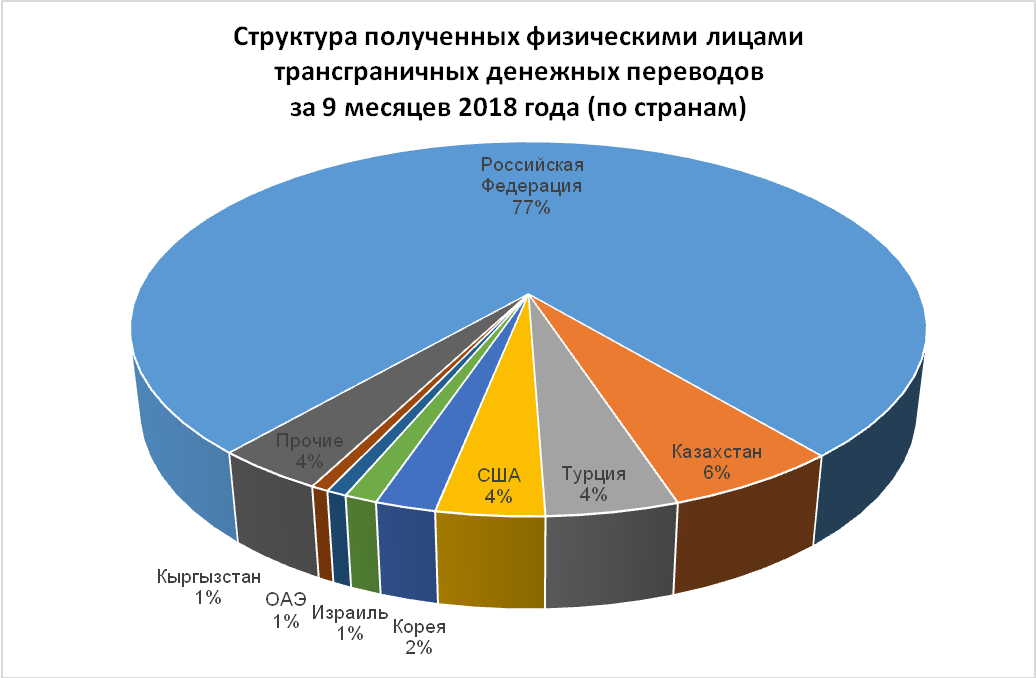 Структура полученных физическими лицами
трансграничных денежных переводов
за 9 месяцев 2018 года (по странам)
Российская
Федерация
77%
Казахстан
6%
Турция
4%
США
4%
Прочие
4%
Кыргызстан
1%
ОАЭ
1%
Израиль
1%
Корея
2%